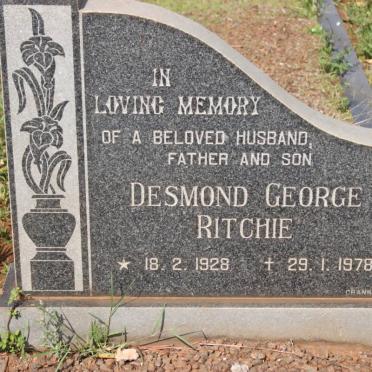 IN
LOVING MEMORY
OF A BELOVED HUSBAND,
FATHER AND SON
DESMOND GEORGE
RITCHIE
* 18. 2. 1928 + 29. 1. 1978